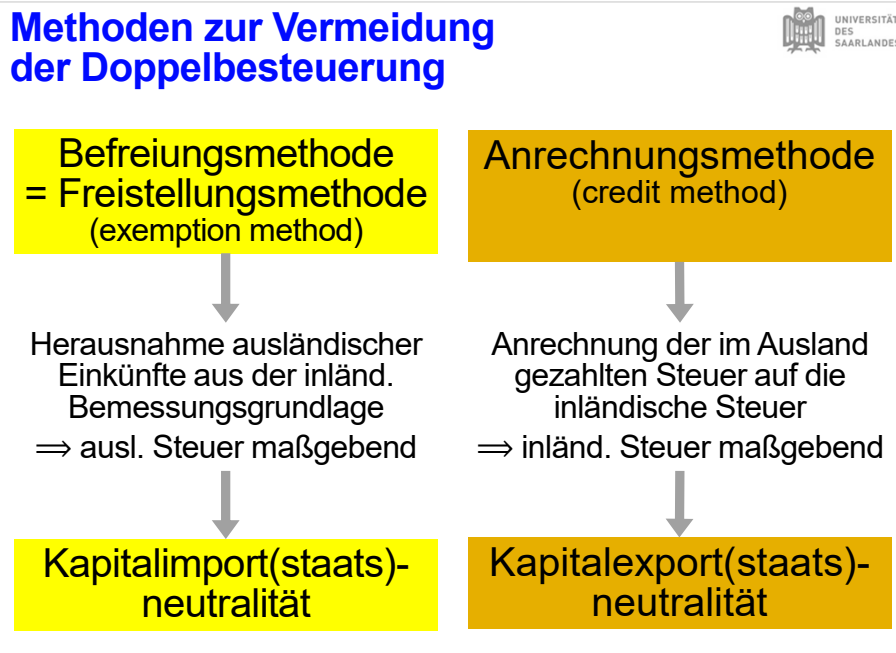 Methoden zur Vermeidung
der Doppelbesteuerung
UNIVERSITÄT
DES
SAARLANDES
Befreiungsmethode
= Freistellungsmethode
(exemption method)
Herausnahme ausländischer
Einkünfte aus der inländ.
Bemessungsgrundlage
⟹ ausl. Steuer maßgebend
Kapitalimport(staats)-
neutralität
Anrechnungsmethode
(credit method)
Anrechnung der im Ausland
gezahlten Steuer auf die
inländische Steuer
⟹ inländ. Steuer maßgebend
Kapitalexport(staats)-
neutralität